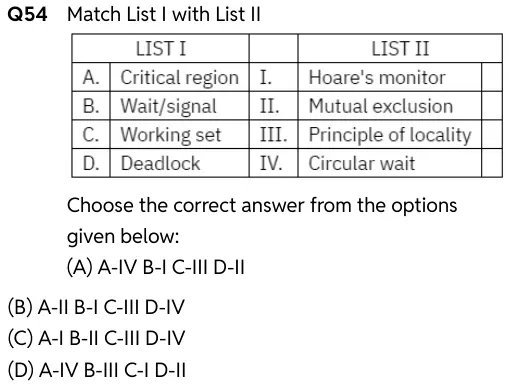 Q54 Match List I with List II
LIST I LIST II
A. Critical region I. Hoare's monitor
B. Wait/signal II. Mutual exclusion
C. Working set III. Principle of locality
D. Deadlock IV. Circular wait
Choose the correct answer from the options
given below:
(A) A-IV B-I C-III D-II
(B) A-II B-I C-III D-IV
(C) A-I B-II C-III D-IV
(D) A-IV B-III C-I D-II